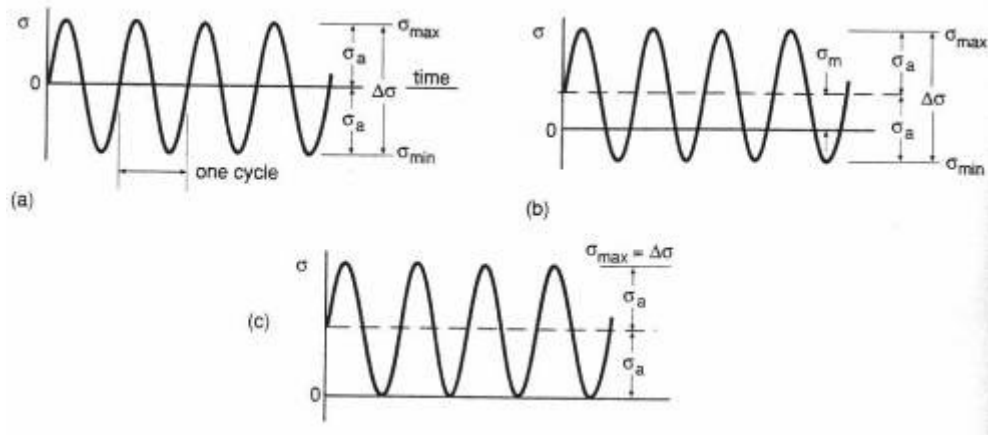 σ
σmax
σa
0
time
Δσ
σa
σmin
one cycle
(a)
σ
σm
σmax
σa
Δσ
0
σa
σmin
(b)
σmax = Δσ
σ
σa
(c)
σa
0